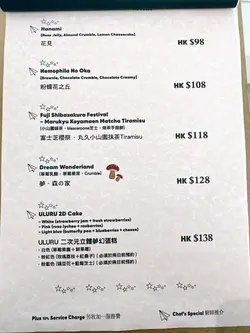 Hanami
(Rose Jelly, Almond Crumble, Lemon Cheesecake)
花見
HK $98
Nemophila No Oka
(Brownie, Chocolate Crumble, Chocolate Creamy)
粉蝶花之丘
HK $108
Fuji Shibazakura Festival
- Marukyu Koyamaen Matcha Tiramisu
富士芝櫻祭 - 丸久小山園抹茶Tiramisu
HK $118
Dream Wonderland
夢・森の家
HK $128
ULURU 2D Cake
- White (strawberry jam + fresh strawberries)
- Pink (rose lychee + raspberries)
- Light blue (butterfly pea + blueberries + cheese)
ULURU 二次元立體夢幻蛋糕
HK $138
Plus 10% Service Charge 另收加一服務費
Chef's Special 廚師推介